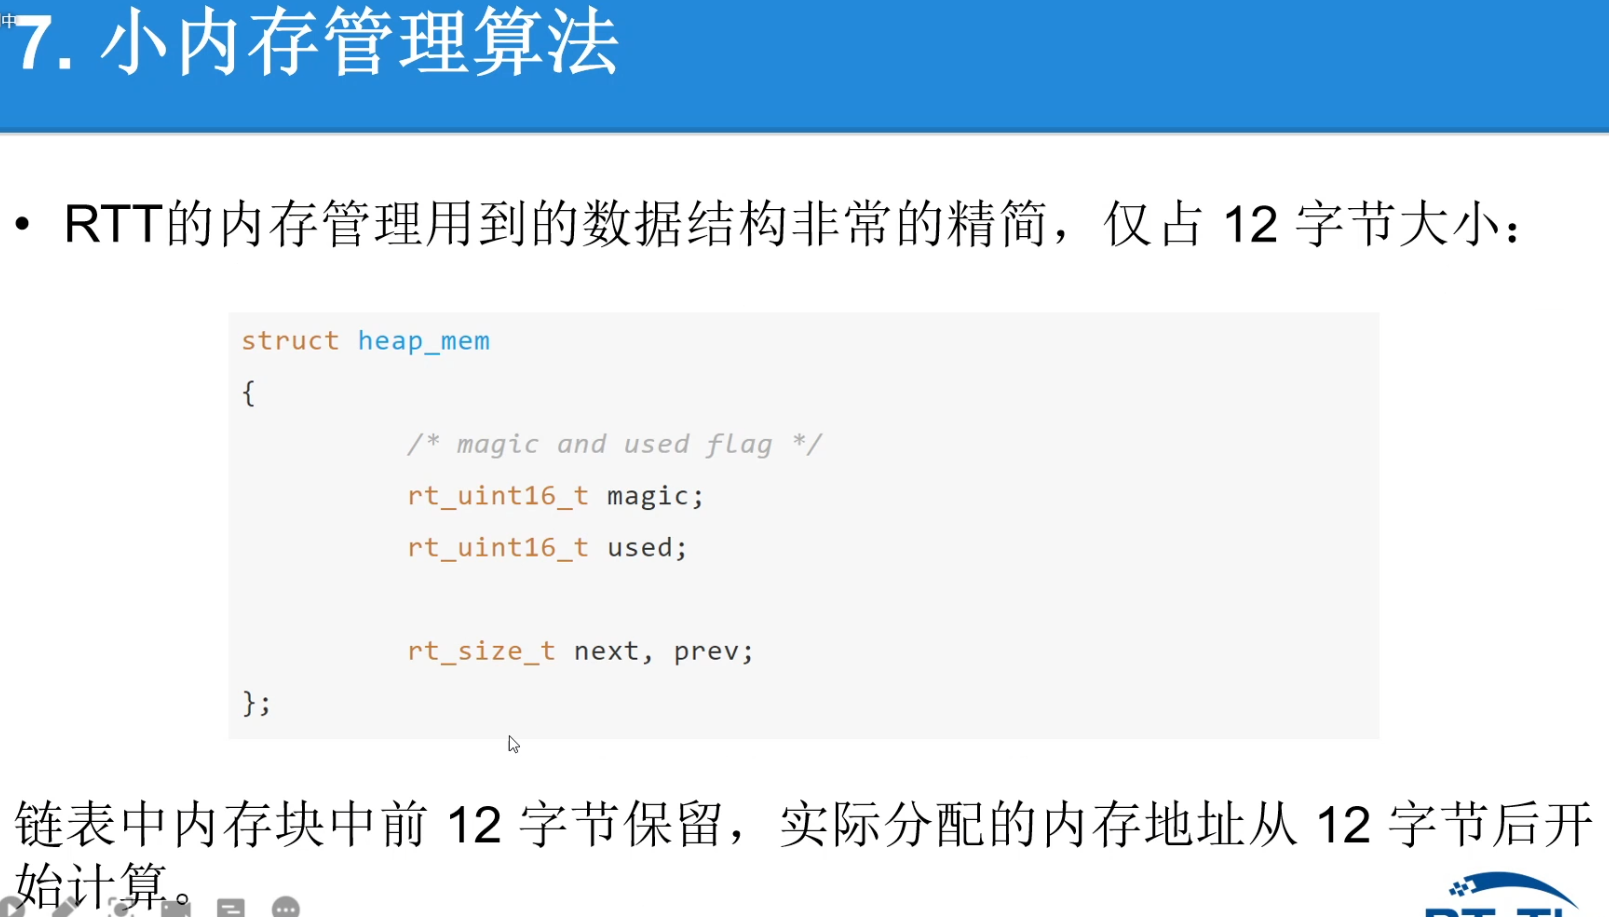 中
7. 小内存管理算法
• RTT的内存管理用到的数据结构非常的精简，仅占 12 字节大小：
struct heap_mem
{
/* magic and used flag */
rt_uint16_t magic;
rt_uint16_t used;
rt_size_t next, prev;
};
链表中内存块中前 12 字节保留，实际分配的内存地址从 12 字节后开
始计算。